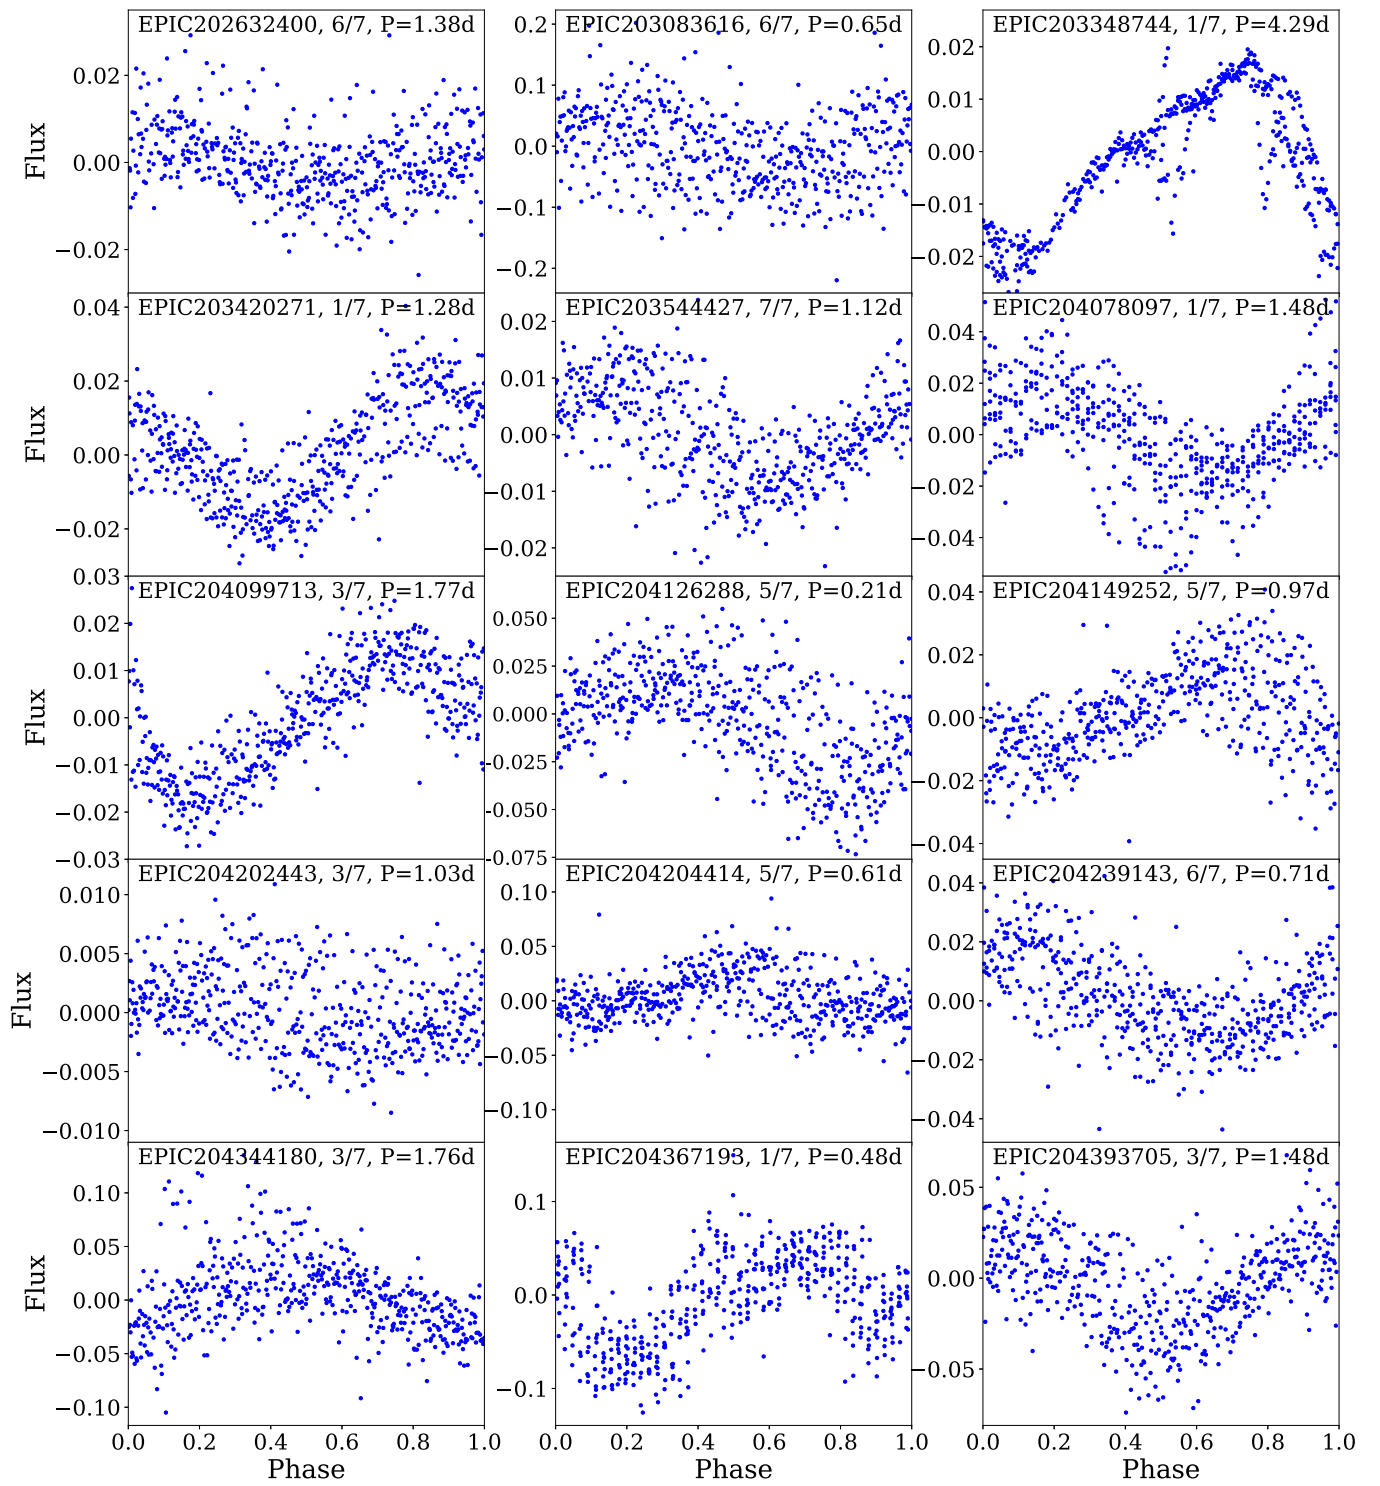 EPIC202632400, 6/7, P=1.38d
EPIC203083616, 6/7, P=0.65d
EPIC203348744, 1/7, P=4.29d
0.02
0.00
−0.02
Flux
0.2
0.1
0.0
−0.1
−0.2
0.02
0.01
0.00
−0.01
−0.02
EPIC203420271, 1/7, P=1.28d
EPIC203544427, 7/7, P=1.12d
EPIC204078097, 1/7, P=1.48d
0.04
0.02
0.00
−0.02
Flux
0.02
0.01
0.00
−0.01
−0.02
0.04
0.02
0.00
−0.02
−0.04
EPIC204099713, 3/7, P=1.77d
EPIC204126288, 5/7, P=0.21d
EPIC204149252, 5/7, P=0.97d
0.03
0.02
0.01
0.00
−0.01
−0.02
−0.03
Flux
0.050
0.025
0.000
−0.025
-0.050
-0.075
0.04
0.02
0.00
−0.02
−0.04
EPIC204202443, 3/7, P=1.03d
EPIC204204414, 5/7, P=0.61d
EPIC204239143, 6/7, P=0.71d
0.010
0.005
0.000
−0.005
−0.010
Flux
0.10
0.05
0.00
−0.05
−0.10
0.04
0.02
0.00
−0.02
−0.04
EPIC204344180, 3/7, P=1.76d
EPIC204367193, 1/7, P=0.48d
EPIC204393705, 3/7, P=1.48d
0.10
0.05
0.00
−0.05
−0.10
Flux
0.1
0.0
−0.1
0.05
0.00
−0.05
0.0 0.2 0.4 0.6 0.8 1.0
0.0 0.2 0.4 0.6 0.8 1.0
0.0 0.2 0.4 0.6 0.8 1.0
Phase
Phase
Phase